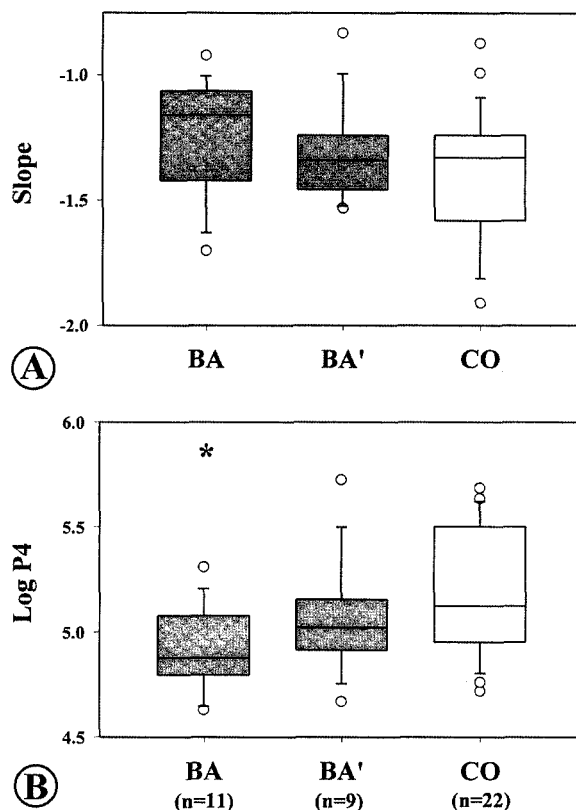 -1.0
Slope
-1.5
-2.0
A
BA BA' CO
6.0
*
5.5
Log P4
5.0
4.5
B
BA BA' CO
(n=11) (n=9) (n=22)